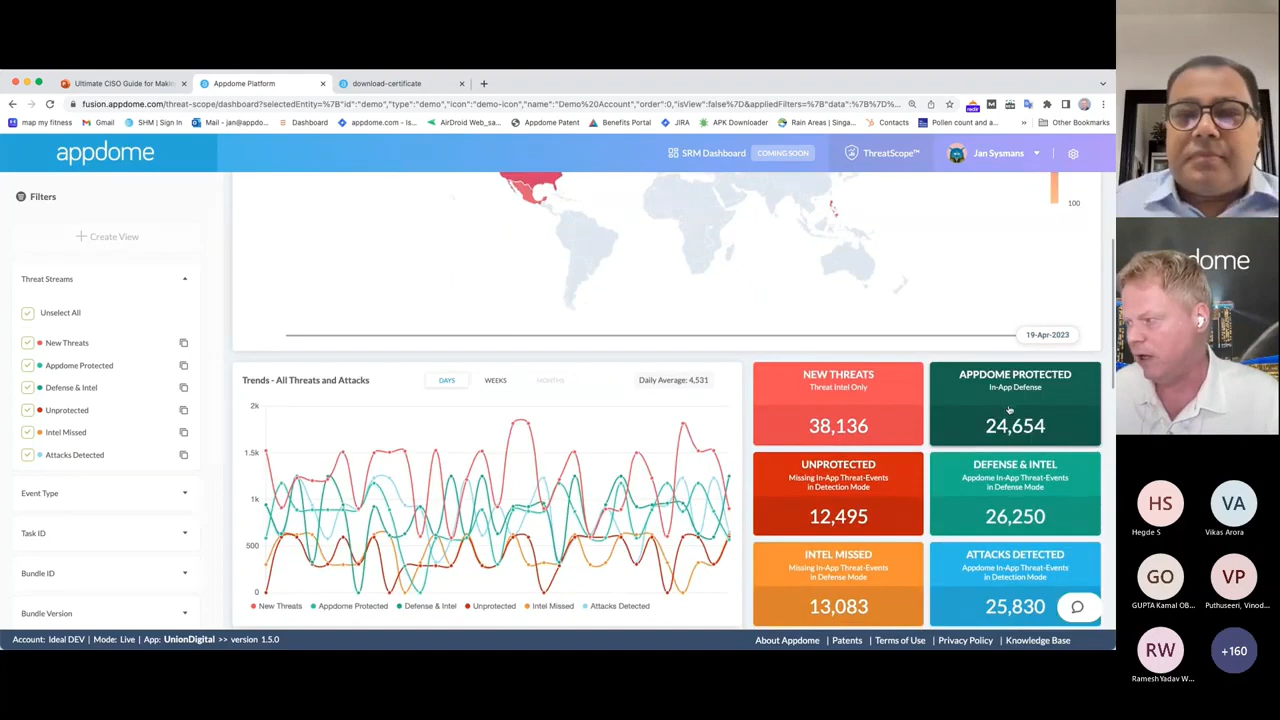 Ultimate CISO Guide for Makin
Appdome Platform
download-certificate
fusion.appdome.com/threat-scope/dashboard?selectedEntity=%7B"id":"demo","type":"demo","icon":"demo-icon","name":"Demo%20Account","order":0,"isView":false%7D&appliedFilters=%7B"data":%7B%7D%...
map my fitness
Gmail
SHM | Sign In
Mail - jan@appdo...
Dashboard
appdome.com - Is...
AirDroid Web_sa...
Appdome Patent
Benefits Portal
JIRA
APK Downloader
Rain Areas | Singa...
Contacts
Pollen count and a...
»
Other Bookmarks
appdome
SRM Dashboard
COMING SOON
ThreatScope™
Jan Sysmans
Filters
+ Create View
Threat Streams
Unselect All
New Threats
Appdome Protected
Defense & Intel
Unprotected
Intel Missed
Attacks Detected
Event Type
Task ID
Bundle ID
Bundle Version
100
19-Apr-2023
Trends - All Threats and Attacks
DAYS
WEEKS
MONTHS
Daily Average: 4,531
2k
1.5k
1k
500
0
New Threats
Appdome Protected
Defense & Intel
Unprotected
Intel Missed
Attacks Detected
NEW THREATS
Threat Intel Only
38,136
APPDOME PROTECTED
In-App Defense
24,654
UNPROTECTED
Missing In-App Threat-Events
in Detection Mode
12,495
DEFENSE & INTEL
Appdome In-App Threat-Events
in Defense Mode
26,250
INTEL MISSED
Missing In-App Threat-Events
in Defense Mode
13,083
ATTACKS DETECTED
Appdome In-App Threat-Events
in Detection Mode
25,830
Account: Ideal DEV | Mode: Live | App: UnionDigital >> version 1.5.0
About Appdome | Patents | Terms of Use | Privacy Policy | Knowledge Base
dome
HS
Hegde S
VA
Vikas Arora
GO
GUPTA Kamal OB...
VP
Puthuseeri, Vinod...
RW
Ramesh Yadav W...
+160